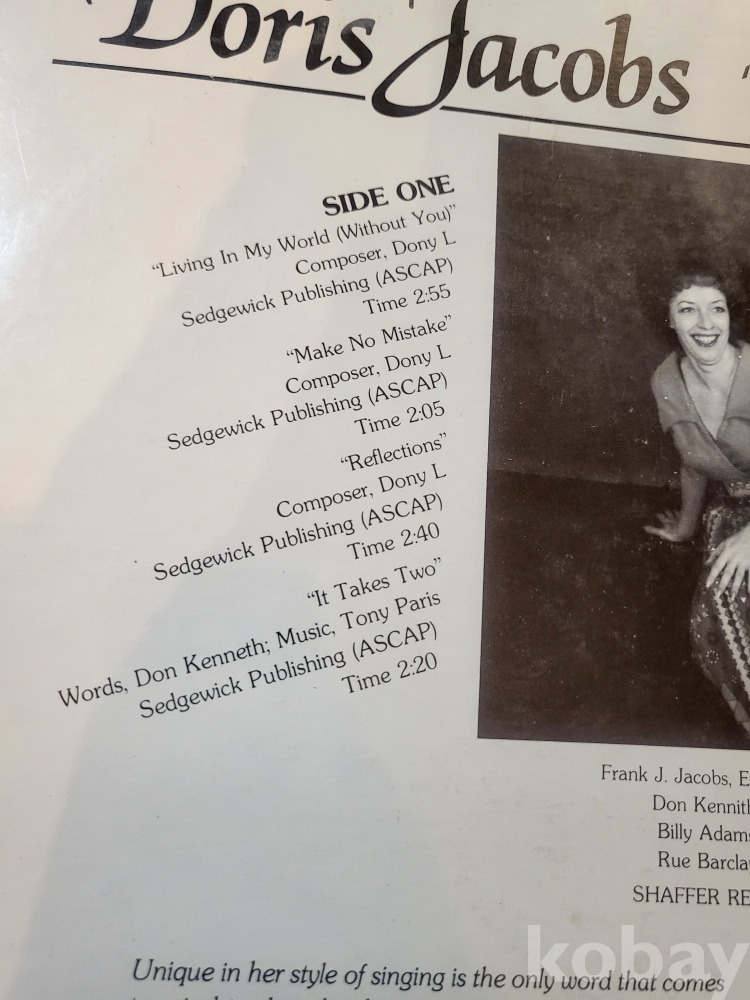 Doris Jacobs
SIDE ONE
“Living In My World (Without You)”
Composer, Dony L
Sedgewick Publishing (ASCAP)
Time 2:55
“Make No Mistake”
Composer, Dony L
Sedgewick Publishing (ASCAP)
Time 2:05
“Reflections”
Composer, Dony L
Sedgewick Publishing (ASCAP)
Time 2:40
“It Takes Two”
Words, Don Kenneth; Music, Tony Paris
Sedgewick Publishing (ASCAP)
Time 2:20
Frank J. Jacobs, E
Don Kennith
Billy Adams
Rue Barcla
SHAFFER RE
kobay
Unique in her style of singing is the only word that comes